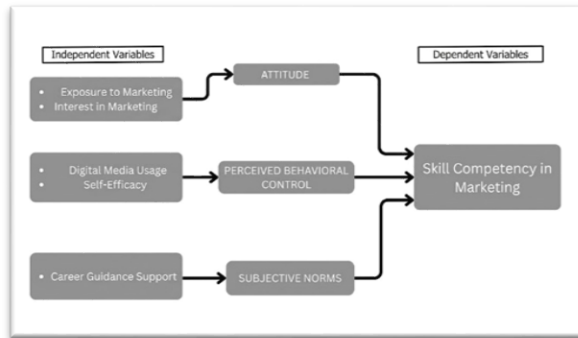 Independent Variables
Dependent Variables
• Exposure to Marketing
• Interest in Marketing
ATTITUDE
• Digital Media Usage
• Self-Efficacy
PERCEIVED BEHAVIORAL
CONTROL
Skill Competency in
Marketing
• Career Guidance Support
SUBJECTIVE NORMS